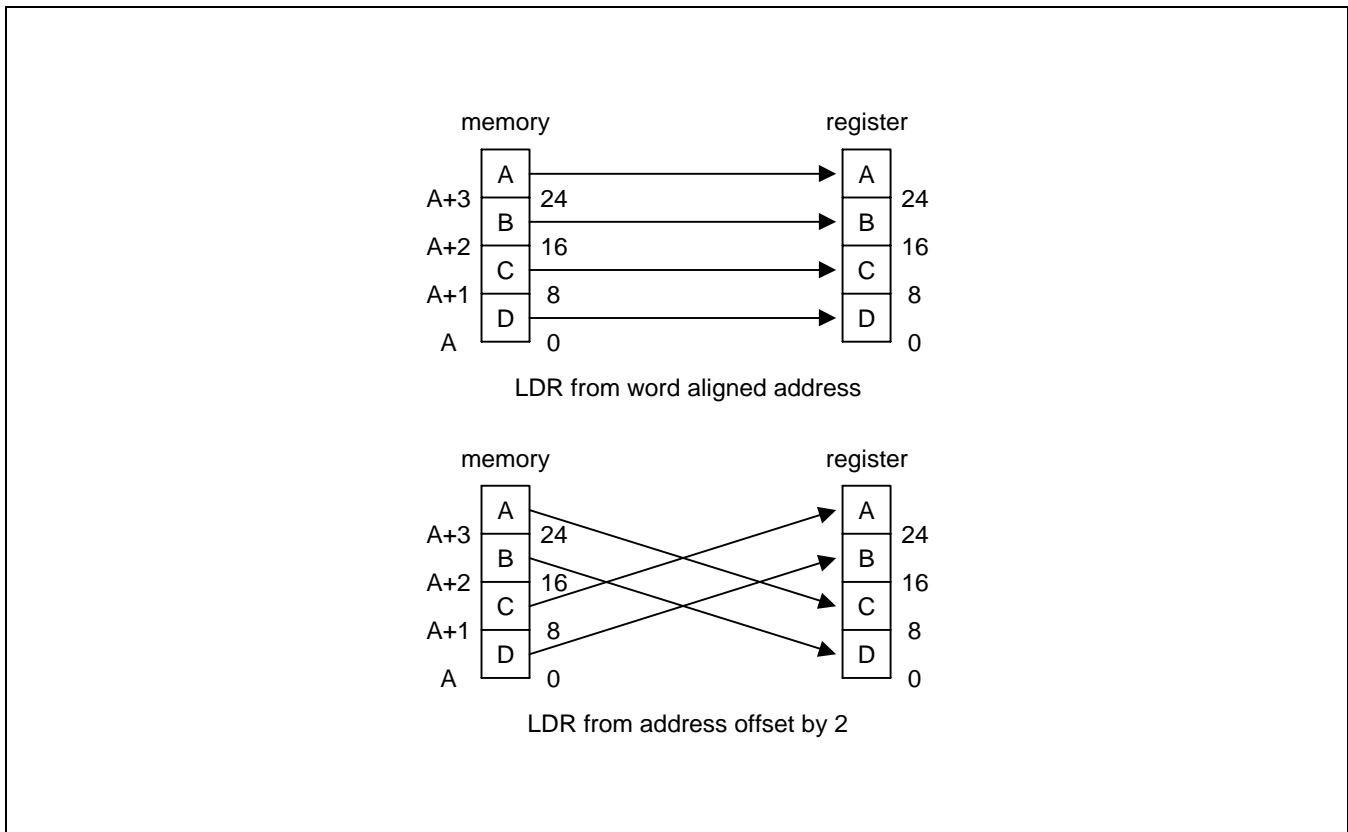 memory register
A A
A+3 24 24
B B
A+2 16 16
C C
A+1 8 8
D D
A 0 0
LDR from word aligned address
memory register
A A
A+3 24 24
B B
A+2 16 16
C C
A+1 8 8
D D
A 0 0
LDR from address offset by 2